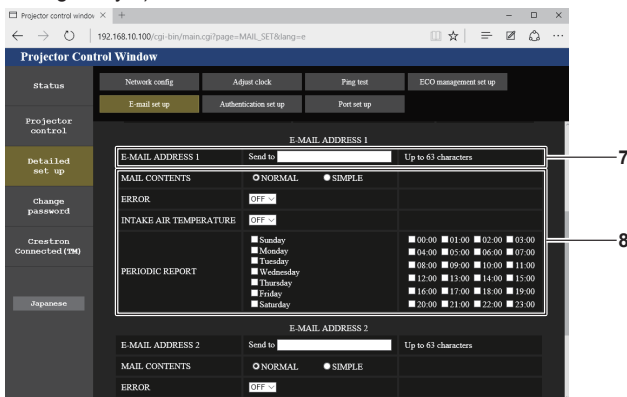 Projector control window × +
192.168.10.100/cgi-bin/main.cgi?page=MAIL_SET&lang=e
Projector Control Window
Status
Network config Adjust clock Ping test ECO management set up
E-mail set up Authentication set up Port set up
Projector control
Detailed set up
Change password
Crestron Connected(TM)
Japanese
E-MAIL ADDRESS 1
E-MAIL ADDRESS 1 Send to Up to 63 characters
7
MAIL CONTENTS NORMAL SIMPLE
ERROR OFF
INTAKE AIR TEMPERATURE OFF
8
PERIODIC REPORT
Sunday 00:00 01:00 02:00 03:00
Monday 04:00 05:00 06:00 07:00
Tuesday 08:00 09:00 10:00 11:00
Wednesday
Thursday 12:00 13:00 14:00 15:00
Friday 16:00 17:00 18:00 19:00
Saturday 20:00 21:00 22:00 23:00
E-MAIL ADDRESS 2
E-MAIL ADDRESS 2 Send to Up to 63 characters
MAIL CONTENTS NORMAL SIMPLE
ERROR OFF